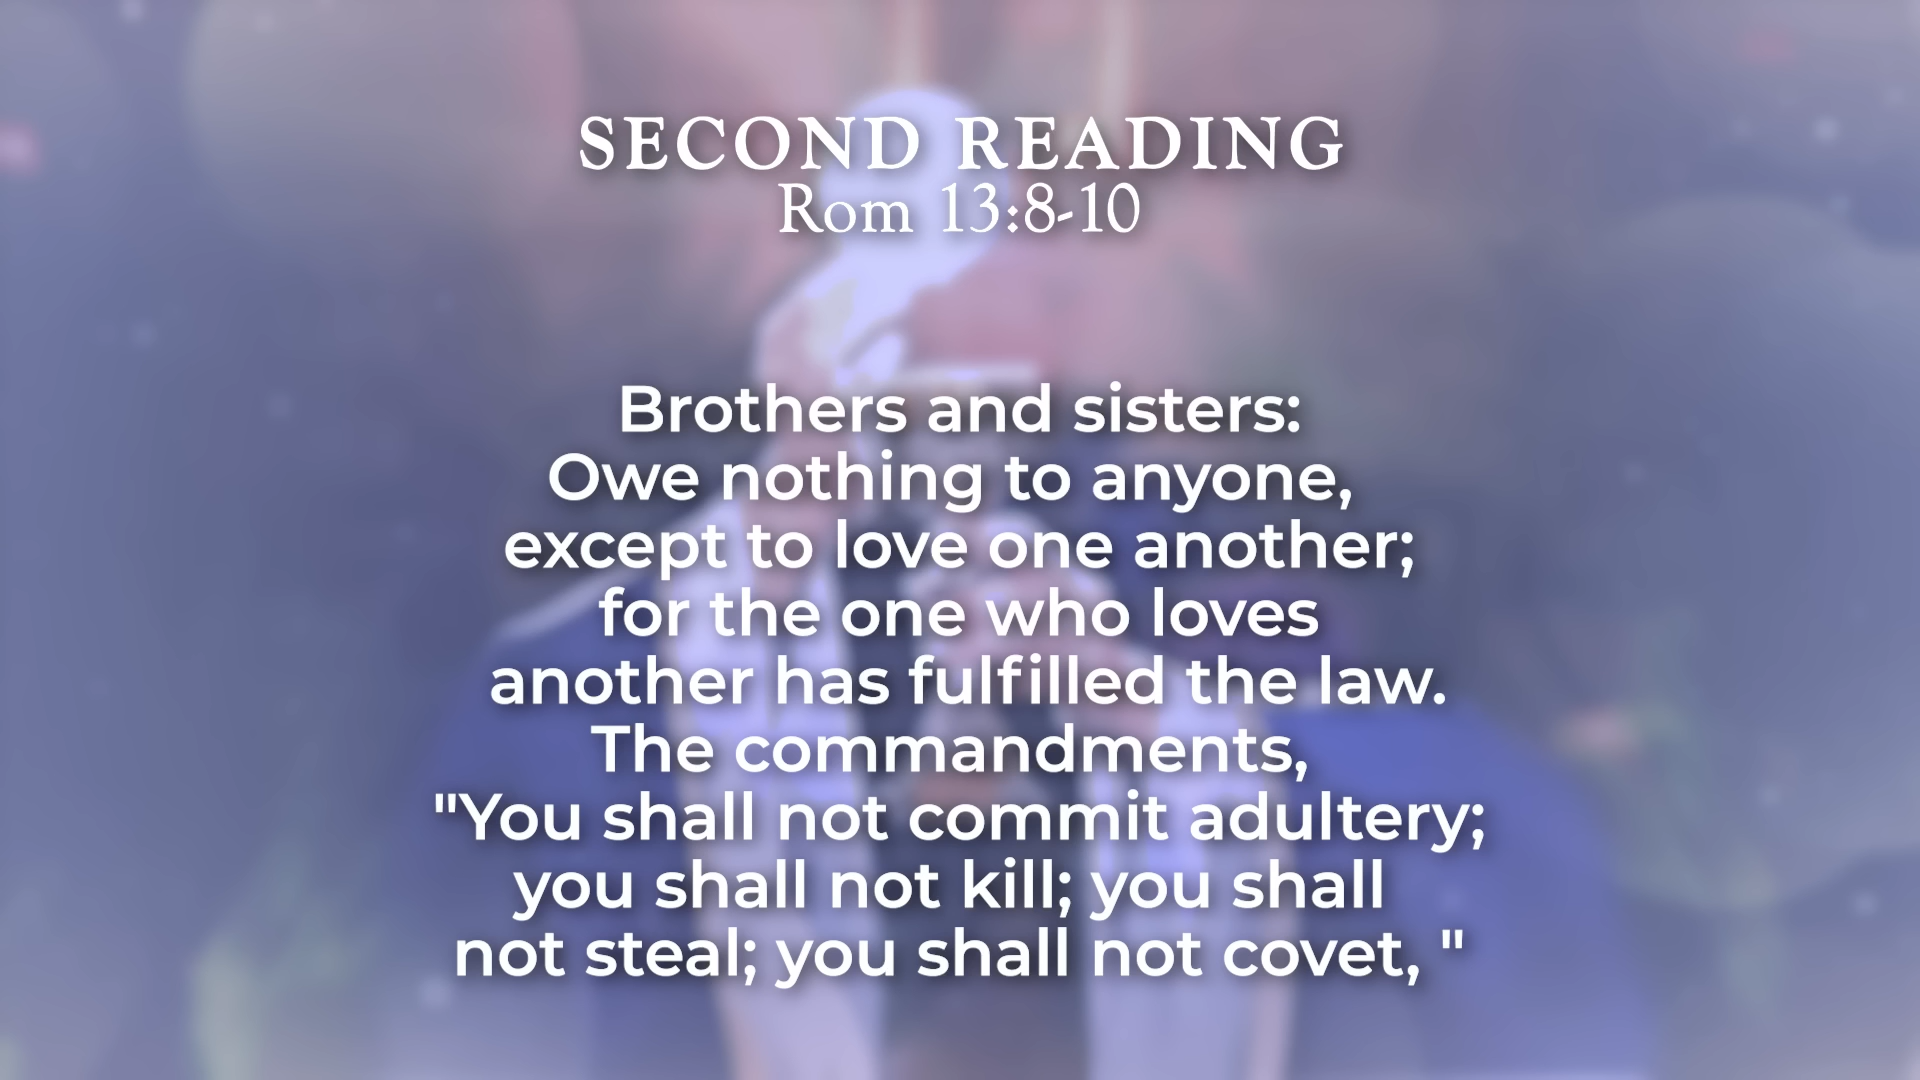 SECOND READING
Rom 13:8-10
Brothers and sisters:
Owe nothing to anyone,
except to love one another;
for the one who loves
another has fulfilled the law.
The commandments,
"You shall not commit adultery;
you shall not kill; you shall
not steal; you shall not covet, "